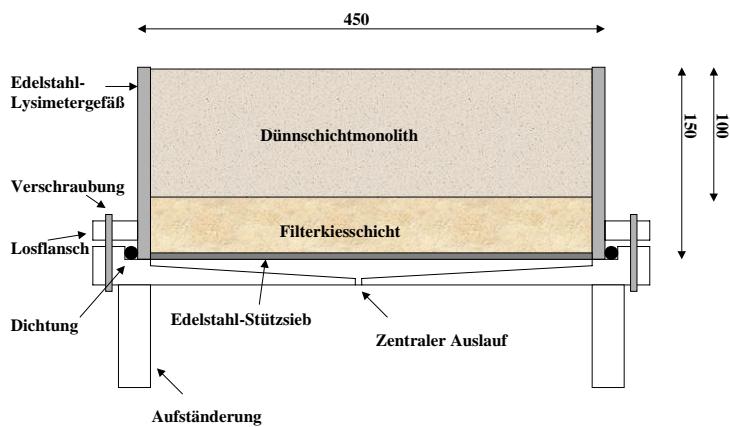 450
Edelstahl-
Lysimetergefäß
150
100
Dünnschichtmonolith
Verschraubung
Filterkiesschicht
Losflansch
Dichtung
Edelstahl-Stützsieb
Zentraler Auslauf
Aufständerung